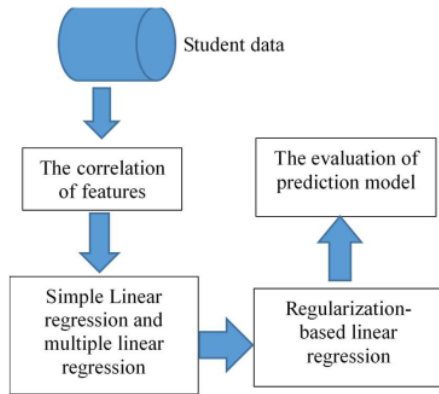 Student data
The correlation
of features
Simple Linear
regression and
multiple linear
regression
Regularization-
based linear
regression
The evaluation of
prediction model